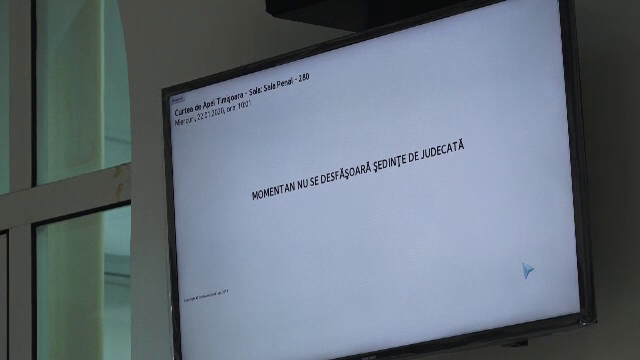 Curtea de Apel Timişoara - Sala: Sala Penal - 280
Miercuri, 22.01.2020, ora: 10:01
MOMENTAN NU SE DESFĂŞOARĂ ŞEDINŢE DE JUDECATĂ